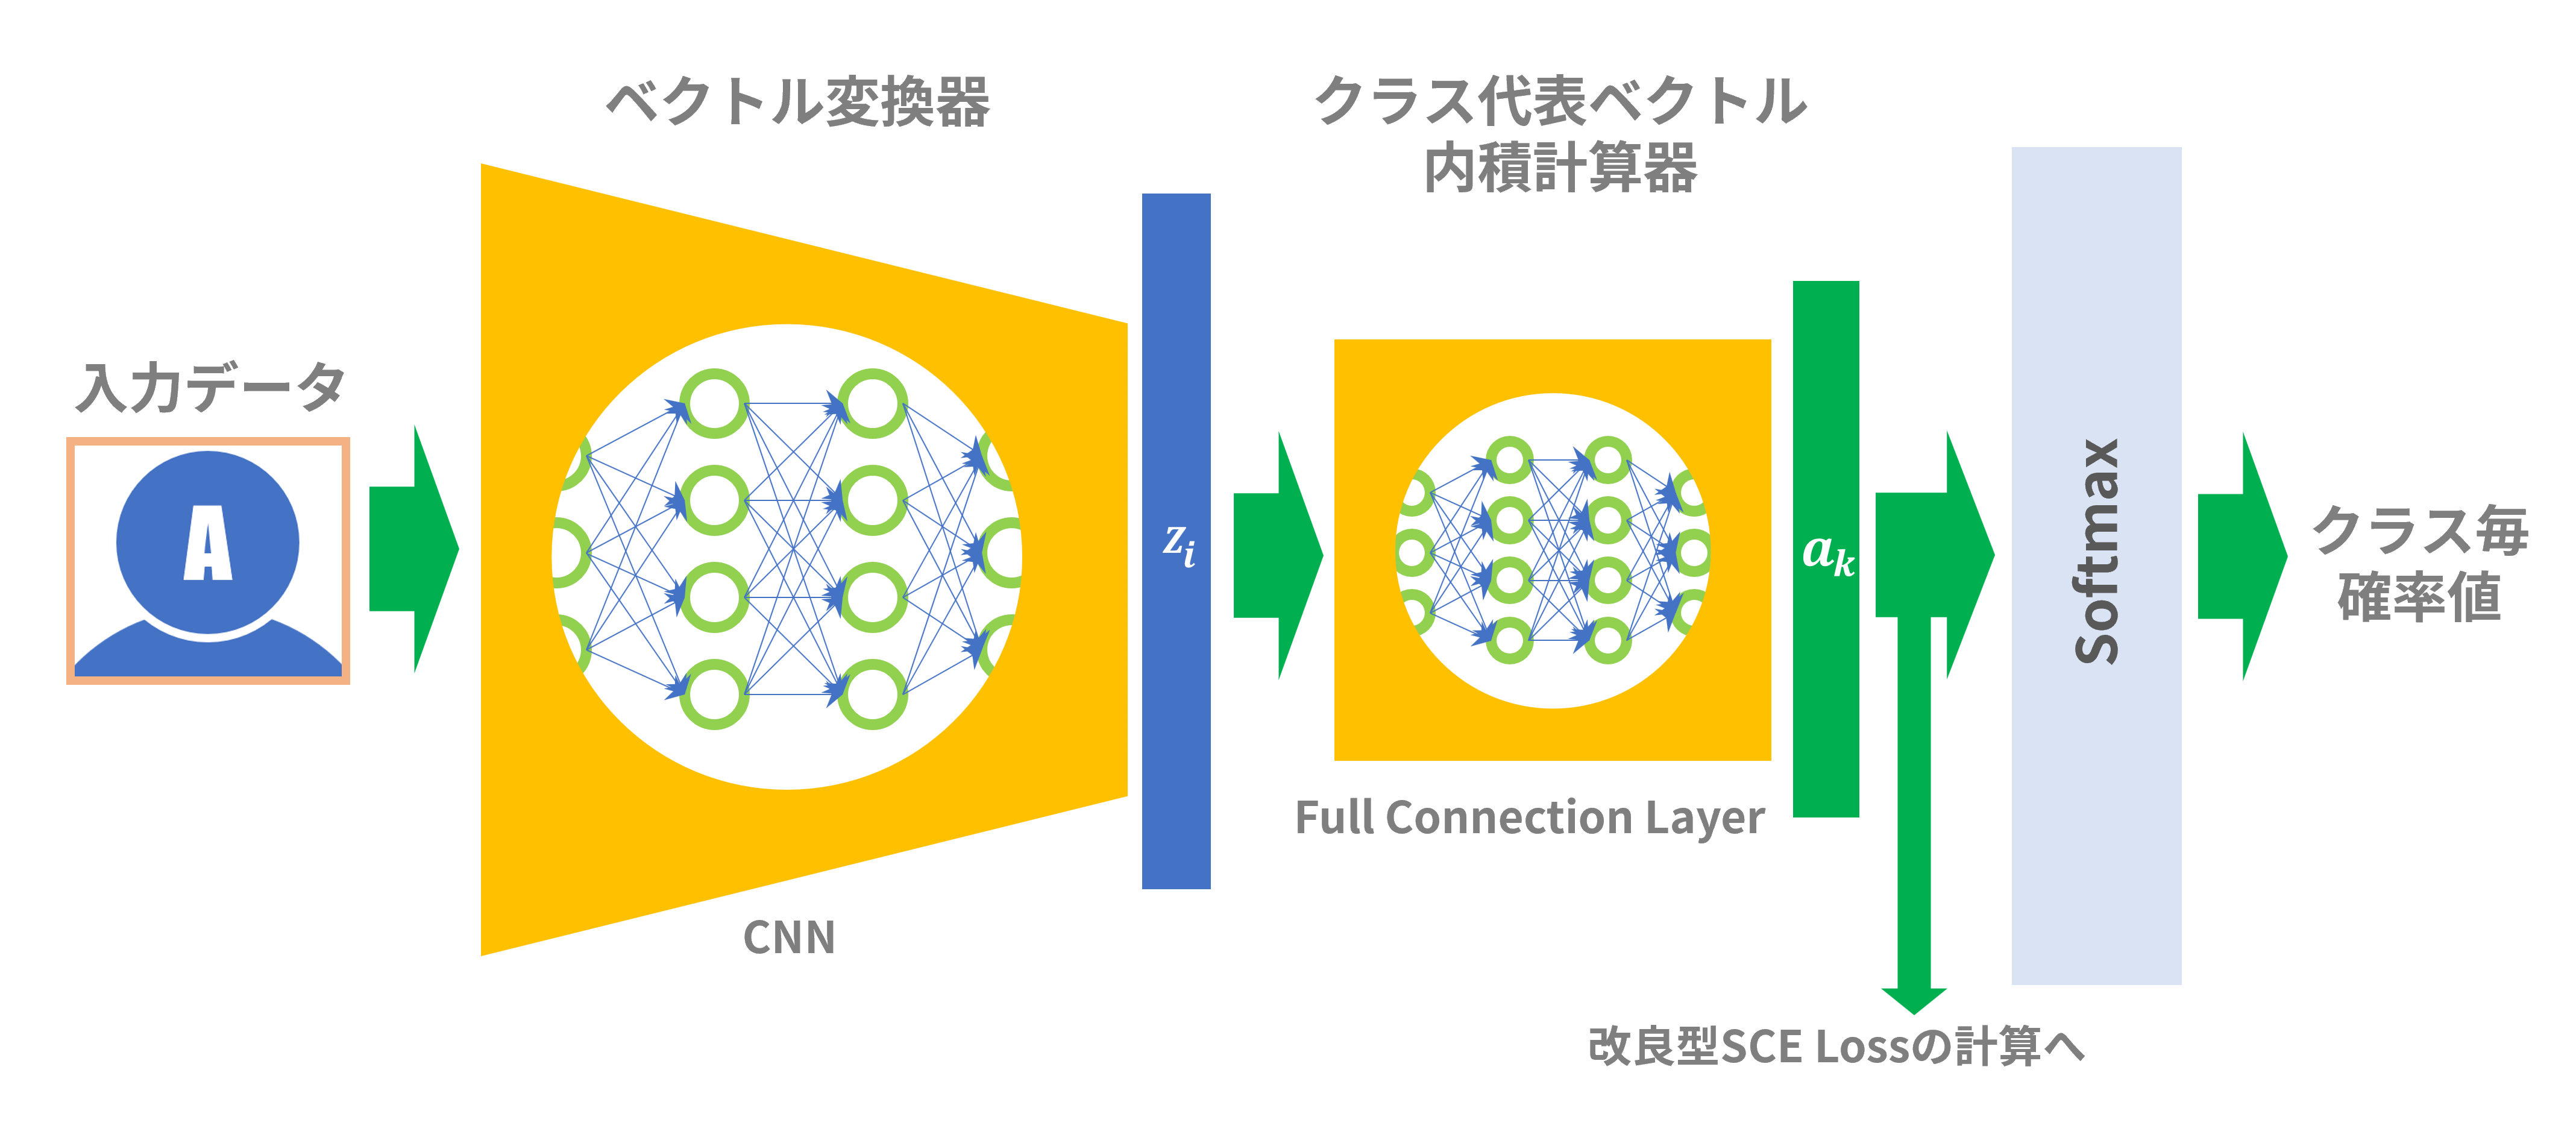 入力データ
A
ベクトル変換器
CNN
z_i
クラス代表ベクトル
内積計算器
Full Connection Layer
a_k
改良型SCE Lossの計算へ
Softmax
クラス毎
確率値